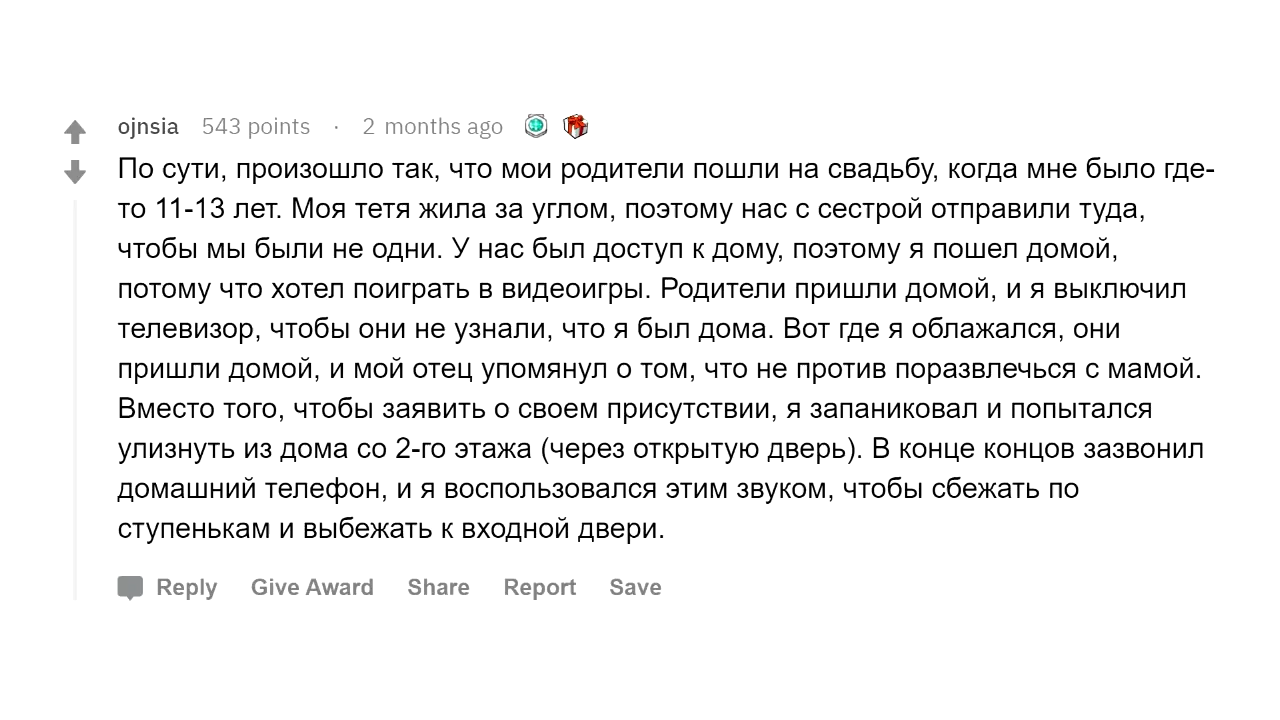 ojnsia 543 points · 2 months ago
По сути, произошло так, что мои родители пошли на свадьбу, когда мне было где-
то 11-13 лет. Моя тетя жила за углом, поэтому нас с сестрой отправили туда,
чтобы мы были не одни. У нас был доступ к дому, поэтому я пошел домой,
потому что хотел поиграть в видеоигры. Родители пришли домой, и я выключил
телевизор, чтобы они не узнали, что я был дома. Вот где я облажался, они
пришли домой, и мой отец упомянул о том, что не против поразвлечься с мамой.
Вместо того, чтобы заявить о своем присутствии, я запаниковал и попытался
улизнуть из дома со 2-го этажа (через открытую дверь). В конце концов зазвонил
домашний телефон, и я воспользовался этим звуком, чтобы сбежать по
ступенькам и выбежать к входной двери.
Reply Give Award Share Report Save